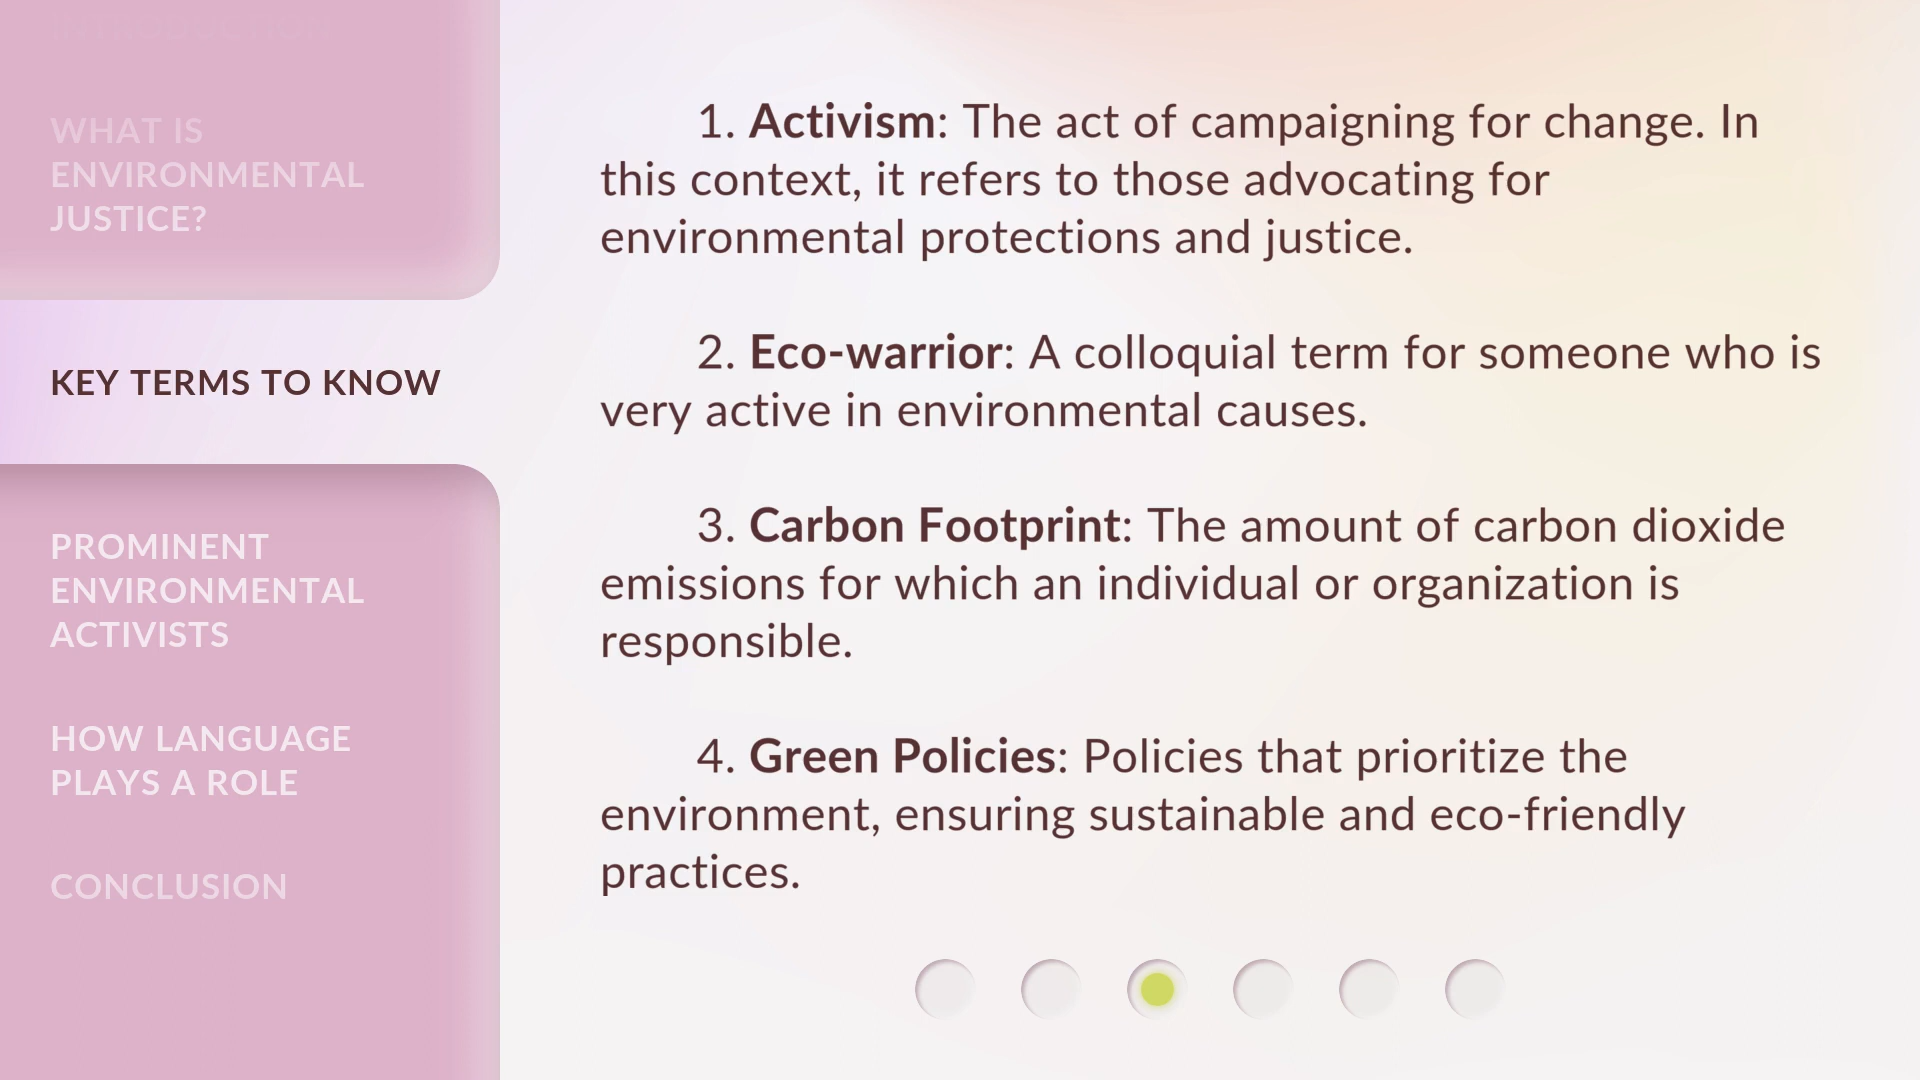 INTRODUCTION
WHAT IS
ENVIRONMENTAL
JUSTICE?
KEY TERMS TO KNOW
PROMINENT
ENVIRONMENTAL
ACTIVISTS
HOW LANGUAGE
PLAYS A ROLE
CONCLUSION
1. Activism: The act of campaigning for change. In
this context, it refers to those advocating for
environmental protections and justice.
2. Eco-warrior: A colloquial term for someone who is
very active in environmental causes.
3. Carbon Footprint: The amount of carbon dioxide
emissions for which an individual or organization is
responsible.
4. Green Policies: Policies that prioritize the
environment, ensuring sustainable and eco-friendly
practices.